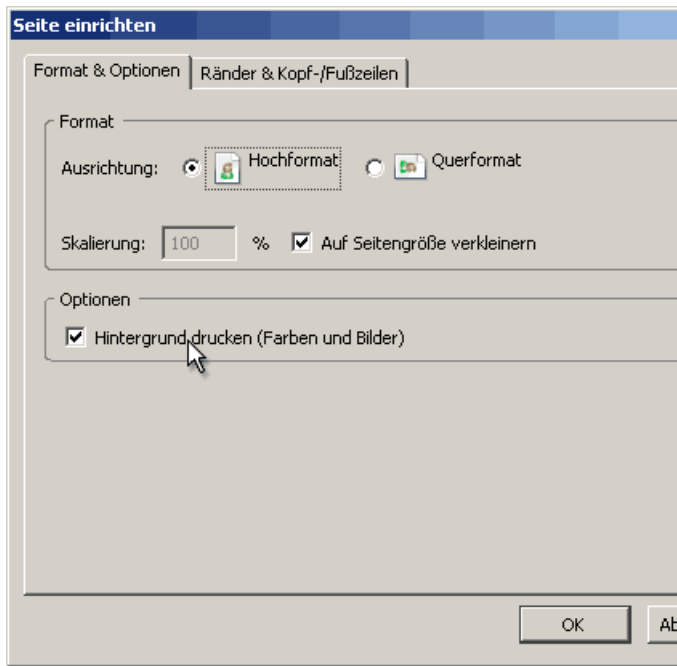 Seite einrichten
Format & Optionen Ränder & Kopf-/Fußzeilen
Format
Ausrichtung: Hochformat Querformat
Skalierung: 100 % Auf Seitengröße verkleinern
Optionen
Hintergrund drucken (Farben und Bilder)
OK Ab